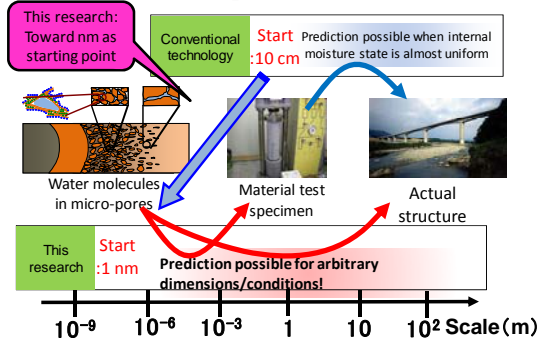 This research:
Toward nm as
starting point
Conventional
technology
Start
:10 cm
Prediction possible when internal
moisture state is almost uniform
Water molecules
in micro-pores
Material test
specimen
Actual
structure
This
research
Start
:1 nm
Prediction possible for arbitrary
dimensions/conditions!
10⁻⁹ 10⁻⁶ 10⁻³ 1 10 10² Scale(m)